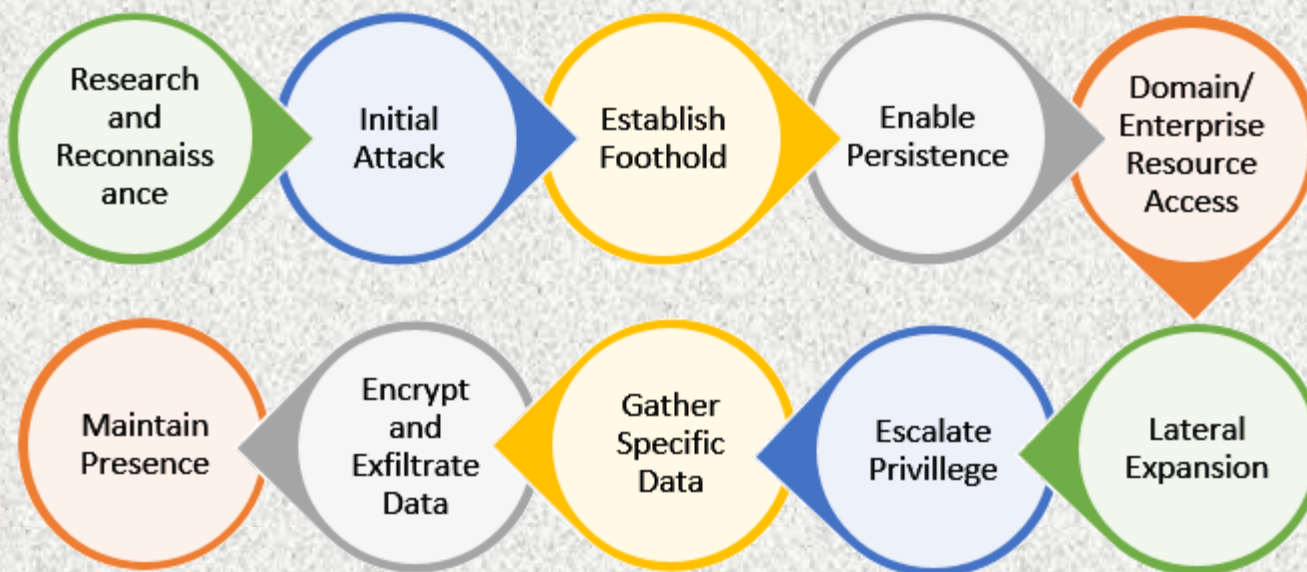 Research
and
Reconnaiss
ance
Initial
Attack
Establish
Foothold
Enable
Persistence
Domain/
Enterprise
Resource
Access
Lateral
Expansion
Escalate
Privillege
Gather
Specific
Data
Encrypt
and
Exfiltrate
Data
Maintain
Presence